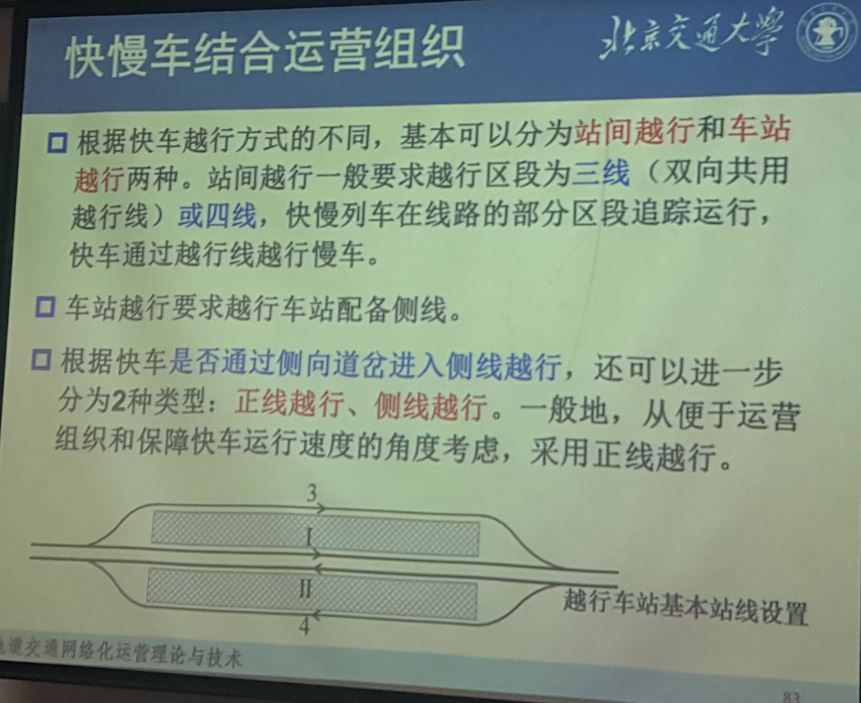 快慢车结合运营组织
北京交通大学
根据快车越行方式的不同，基本可以分为站间越行和车站
越行两种。站间越行一般要求越行区段为三线（双向共用
越行线）或四线，快慢列车在线路的部分区段追踪运行，
快车通过越行线越行慢车。
车站越行要求越行车站配备侧线。
根据快车是否通过侧向道岔进入侧线越行，还可以进一步
分为2种类型：正线越行、侧线越行。一般地，从便于运营
组织和保障快车运行速度的角度考虑，采用正线越行。
3
I
II
4
越行车站基本站线设置
轨道交通网络化运营理论与技术
83